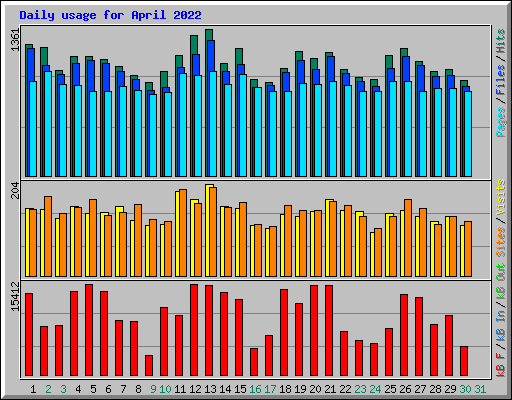 Daily usage for April 2022
1361
Pages / Files / Hits
204
Sites / Visits
15412
kB F / kB In / kB Out
1 2 3 4 5 6 7 8 9 10 11 12 13 14 15 16 17 18 19 20 21 22 23 24 25 26 27 28 29 30 31